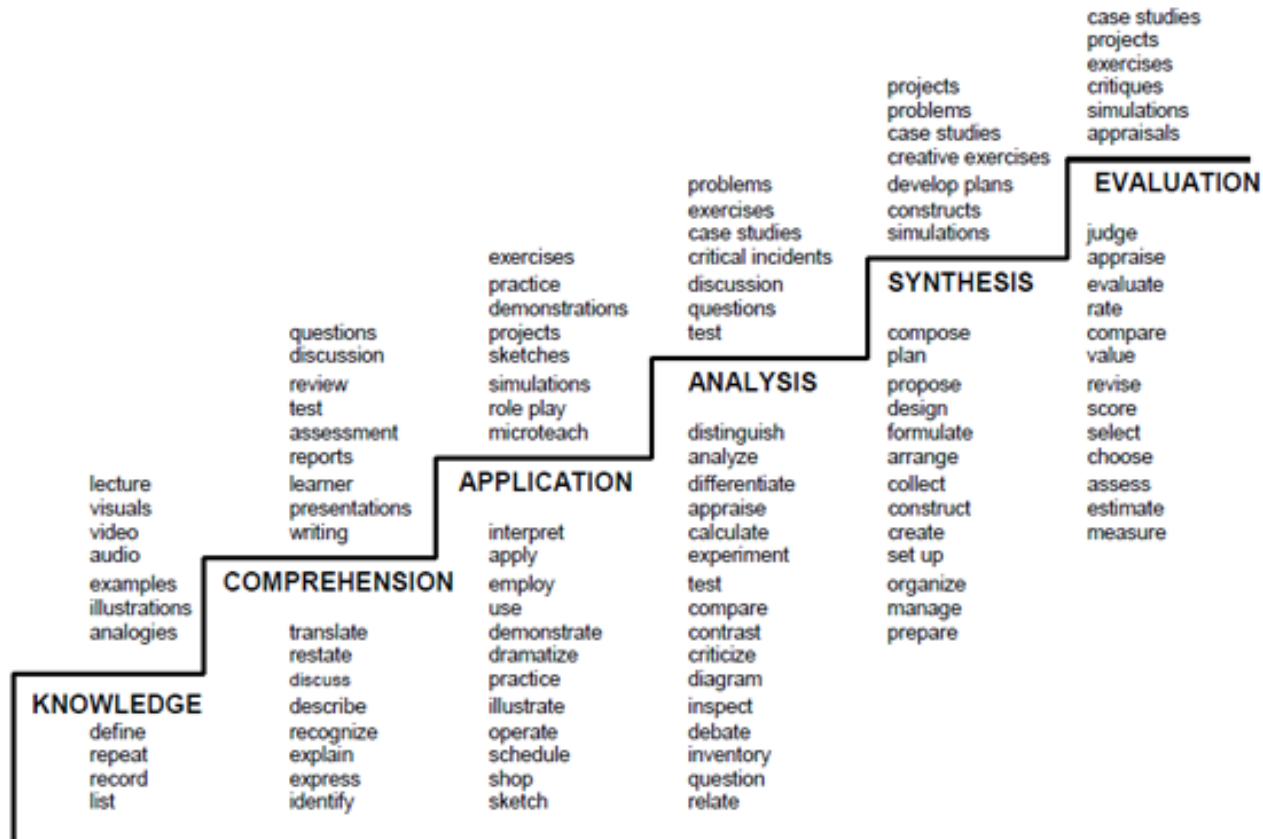 lecture
visuals
video
audio
examples
illustrations
analogies
KNOWLEDGE
define
repeat
record
list
questions
discussion
review
test
assessment
reports
learner
presentations
writing
COMPREHENSION
translate
restate
discuss
describe
recognize
explain
express
identify
exercises
practice
demonstrations
projects
sketches
simulations
role play
microteach
APPLICATION
interpret
apply
employ
use
demonstrate
dramatize
practice
illustrate
operate
schedule
shop
sketch
problems
exercises
case studies
critical incidents
discussion
questions
test
ANALYSIS
distinguish
analyze
differentiate
appraise
calculate
experiment
test
compare
contrast
criticize
diagram
inspect
debate
inventory
question
relate
projects
problems
case studies
creative exercises
develop plans
constructs
simulations
SYNTHESIS
compose
plan
propose
design
formulate
arrange
collect
construct
create
set up
organize
manage
prepare
case studies
projects
exercises
critiques
simulations
appraisals
EVALUATION
judge
appraise
evaluate
rate
compare
value
revise
score
select
choose
assess
estimate
measure